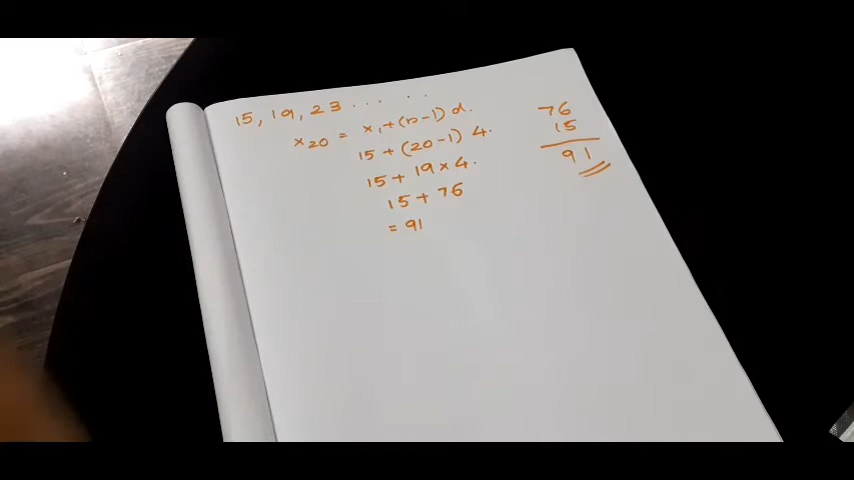 15, 19, 23 . . . . .
x20 = x1 + (n-1) d.
15 + (20-1) 4.
15 + 19 × 4.
15 + 76
= 91
76
15
91